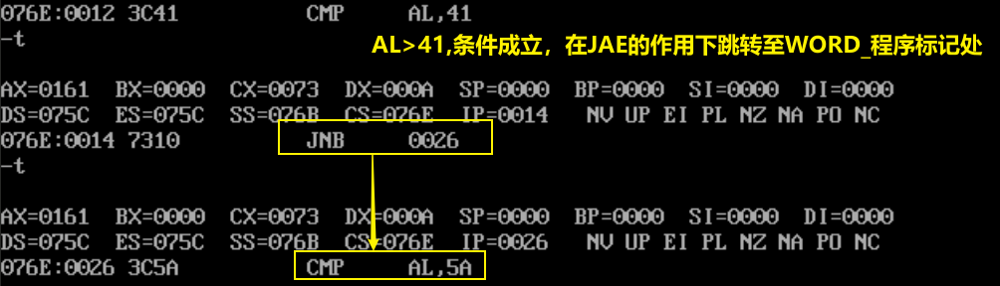 076E:0012 3C41 CMP AL,41
-t
AL>41,条件成立，在JAE的作用下跳转至WORD_程序标记处
AX=0161 BX=0000 CX=0073 DX=000A SP=0000 BP=0000 SI=0000 DI=0000
DS=075C ES=075C SS=076B CS=076E IP=0014 NV UP EI PL NZ NA PO NC
076E:0014 7310 JNB 0026
-t
AX=0161 BX=0000 CX=0073 DX=000A SP=0000 BP=0000 SI=0000 DI=0000
DS=075C ES=075C SS=076B CS=076E IP=0026 NV UP EI PL NZ NA PO NC
076E:0026 3C5A CMP AL,5A